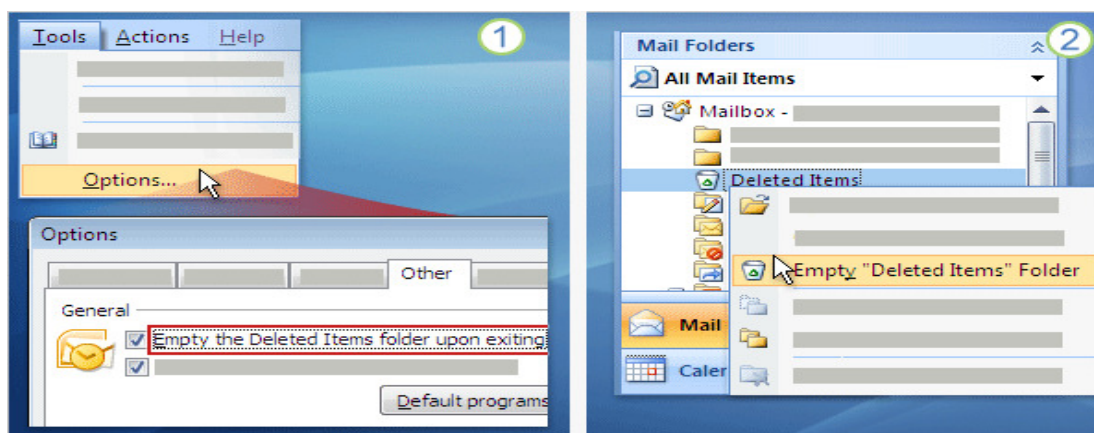 Tools Actions Help
1
Options...
Options
Other
General
Empty the Deleted Items folder upon exiting
Default programs
Mail Folders
2
All Mail Items
Mailbox -
Deleted Items
Empty "Deleted Items" Folder
Mail
Caler